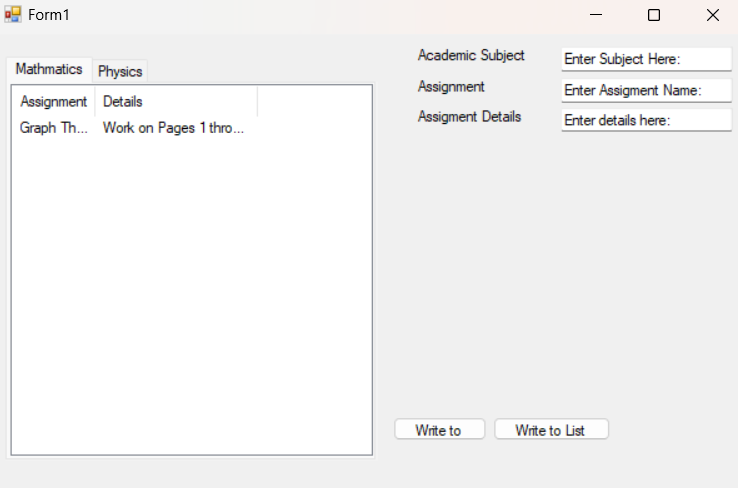 Form1
Mathmatics Physics
Assignment Details
Graph Th... Work on Pages 1 thro...
Academic Subject Enter Subject Here:
Assignment Enter Assigment Name:
Assigment Details Enter details here:
Write to Write to List